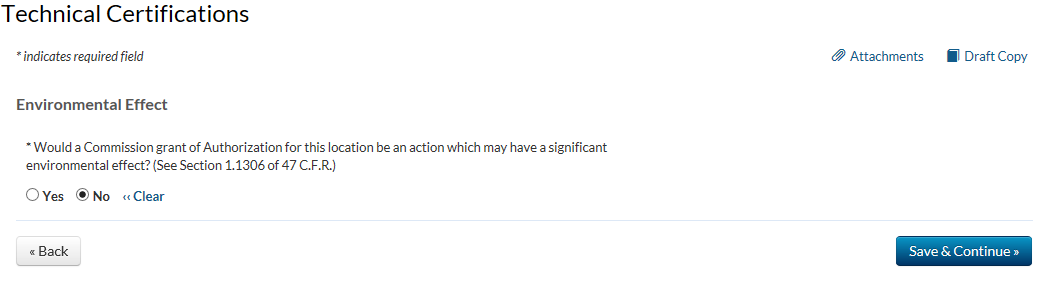 Technical Certifications
* indicates required field
Attachments
Draft Copy
Environmental Effect
* Would a Commission grant of Authorization for this location be an action which may have a significant
environmental effect? (See Section 1.1306 of 47 C.F.R.)
Yes No ‹‹ Clear
« Back
Save & Continue »